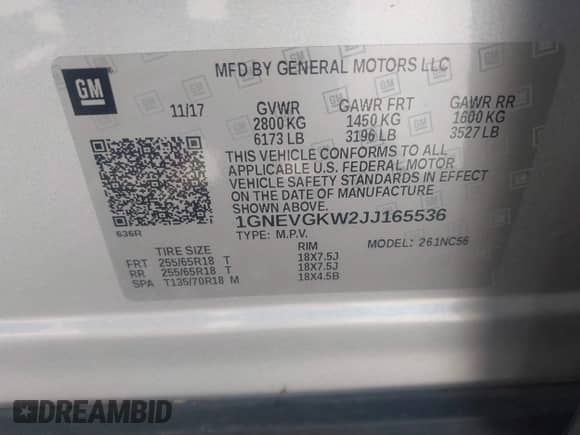 GM
MFD BY GENERAL MOTORS LLC
11/17 GVWR GAWR FRT GAWR RR
2800 KG 1450 KG 1600 KG
6173 LB 3196 LB 3527 LB
THIS VEHICLE CONFORMS TO ALL
APPLICABLE U.S. FEDERAL MOTOR
VEHICLE SAFETY STANDARDS IN EFFECT
ON THE DATE OF MANUFACTURE
SHOWN ABOVE.
1GNEVGKW2JJ165536
636R
TYPE: M.P.V. MODEL: 261NC56
TIRE SIZE RIM
FRT 255/65R18 T 18X7.5J
RR 255/65R18 T 18X7.5J
SPA T135/70R18 M 18X4.5B
DREAMBID